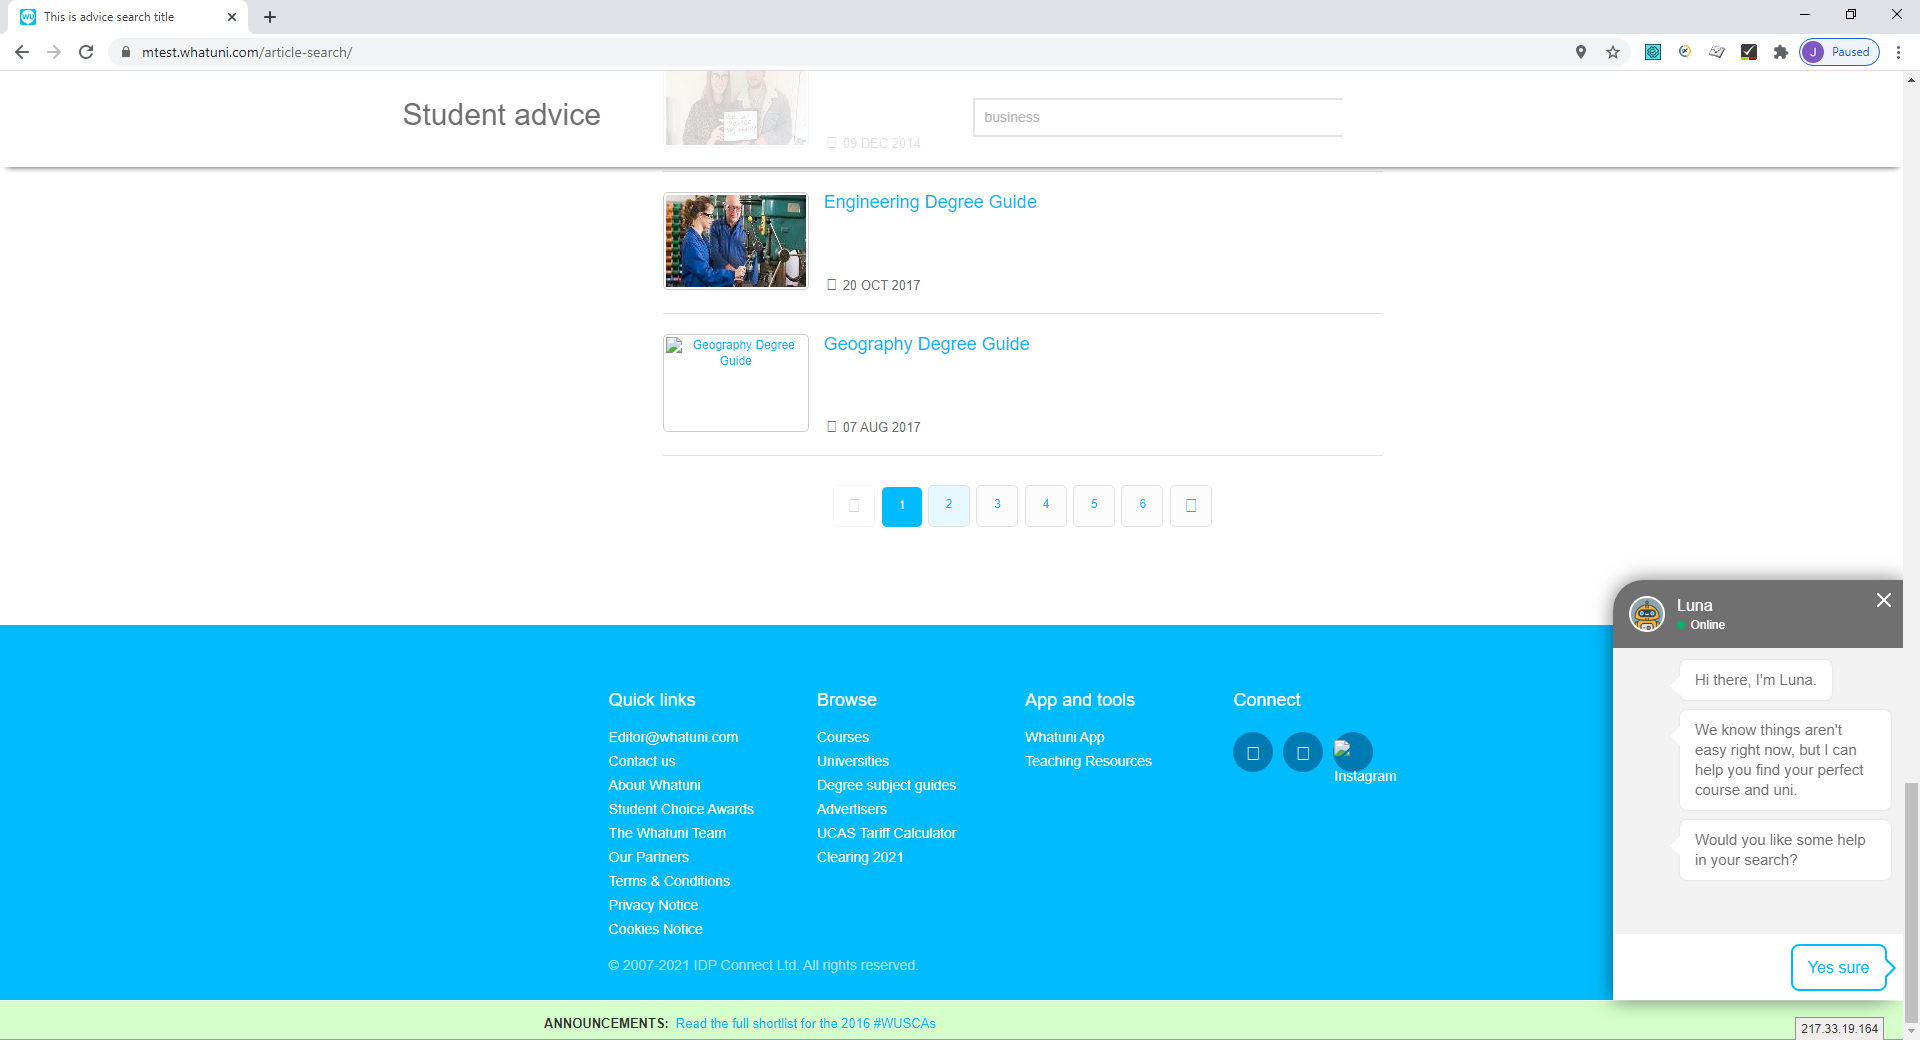 This is advice search title
mtest.whatuni.com/article-search/
J Paused
Student advice
business
09 DEC 2014
Engineering Degree Guide
20 OCT 2017
Geography Degree
Guide
Geography Degree Guide
07 AUG 2017
1 2 3 4 5 6
Luna
Online
Hi there, I'm Luna.
We know things aren't
easy right now, but I can
help you find your perfect
course and uni.
Would you like some help
in your search?
Yes sure
Quick links
Editor@whatuni.com
Contact us
About Whatuni
Student Choice Awards
The Whatuni Team
Our Partners
Terms & Conditions
Privacy Notice
Cookies Notice
Browse
Courses
Universities
Degree subject guides
Advertisers
UCAS Tariff Calculator
Clearing 2021
App and tools
Whatuni App
Teaching Resources
Connect
Instagram
© 2007-2021 IDP Connect Ltd. All rights reserved.
ANNOUNCEMENTS: Read the full shortlist for the 2016 #WUSCAs
217.33.19.164